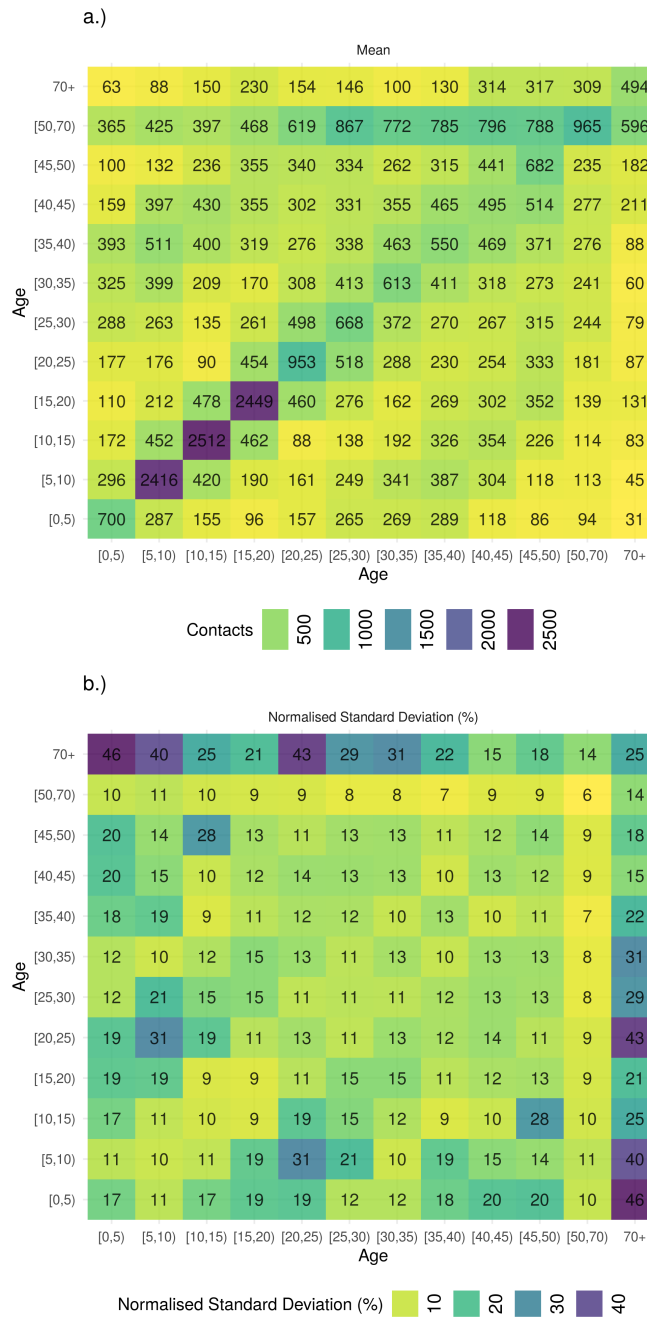 a.)
Mean
70+ 63 88 150 230 154 146 100 130 314 317 309 494
[50,70) 365 425 397 468 619 867 772 785 796 788 965 596
[45,50) 100 132 236 355 340 334 262 315 441 682 235 182
[40,45) 159 397 430 355 302 331 355 465 495 514 277 211
[35,40) 393 511 400 319 276 338 463 550 469 371 276 88
[30,35) 325 399 209 170 308 413 613 411 318 273 241 60
Age
[25,30) 288 263 135 261 498 668 372 270 267 315 244 79
[20,25) 177 176 90 454 953 518 288 230 254 333 181 87
[15,20) 110 212 478 2449 460 276 162 269 302 352 139 131
[10,15) 172 452 2512 462 88 138 192 326 354 226 114 83
[5,10) 296 2416 420 190 161 249 341 387 304 118 113 45
[0,5) 700 287 155 96 157 265 269 289 118 86 94 31
[0,5) [5,10) [10,15) [15,20) [20,25) [25,30) [30,35) [35,40) [40,45) [45,50) [50,70) 70+
Age
Contacts 500 1000 1500 2000 2500
b.)
Normalised Standard Deviation (%)
70+ 46 40 25 21 43 29 31 22 15 18 14 25
[50,70) 10 11 10 9 9 8 8 7 9 9 6 14
[45,50) 20 14 28 13 11 13 13 11 12 14 9 18
[40,45) 20 15 10 12 14 13 13 10 13 12 9 15
[35,40) 18 19 9 11 12 12 10 13 10 11 7 22
[30,35) 12 10 12 15 13 11 13 10 13 13 8 31
Age
[25,30) 12 21 15 15 11 11 11 12 13 13 8 29
[20,25) 19 31 19 11 13 11 13 12 14 11 9 43
[15,20) 19 19 9 9 11 15 15 11 12 13 9 21
[10,15) 17 11 10 9 19 15 12 9 10 28 10 25
[5,10) 11 10 11 19 31 21 10 19 15 14 11 40
[0,5) 17 11 17 19 19 12 12 18 20 20 10 46
[0,5) [5,10) [10,15) [15,20) [20,25) [25,30) [30,35) [35,40) [40,45) [45,50) [50,70) 70+
Age
Normalised Standard Deviation (%) 10 20 30 40